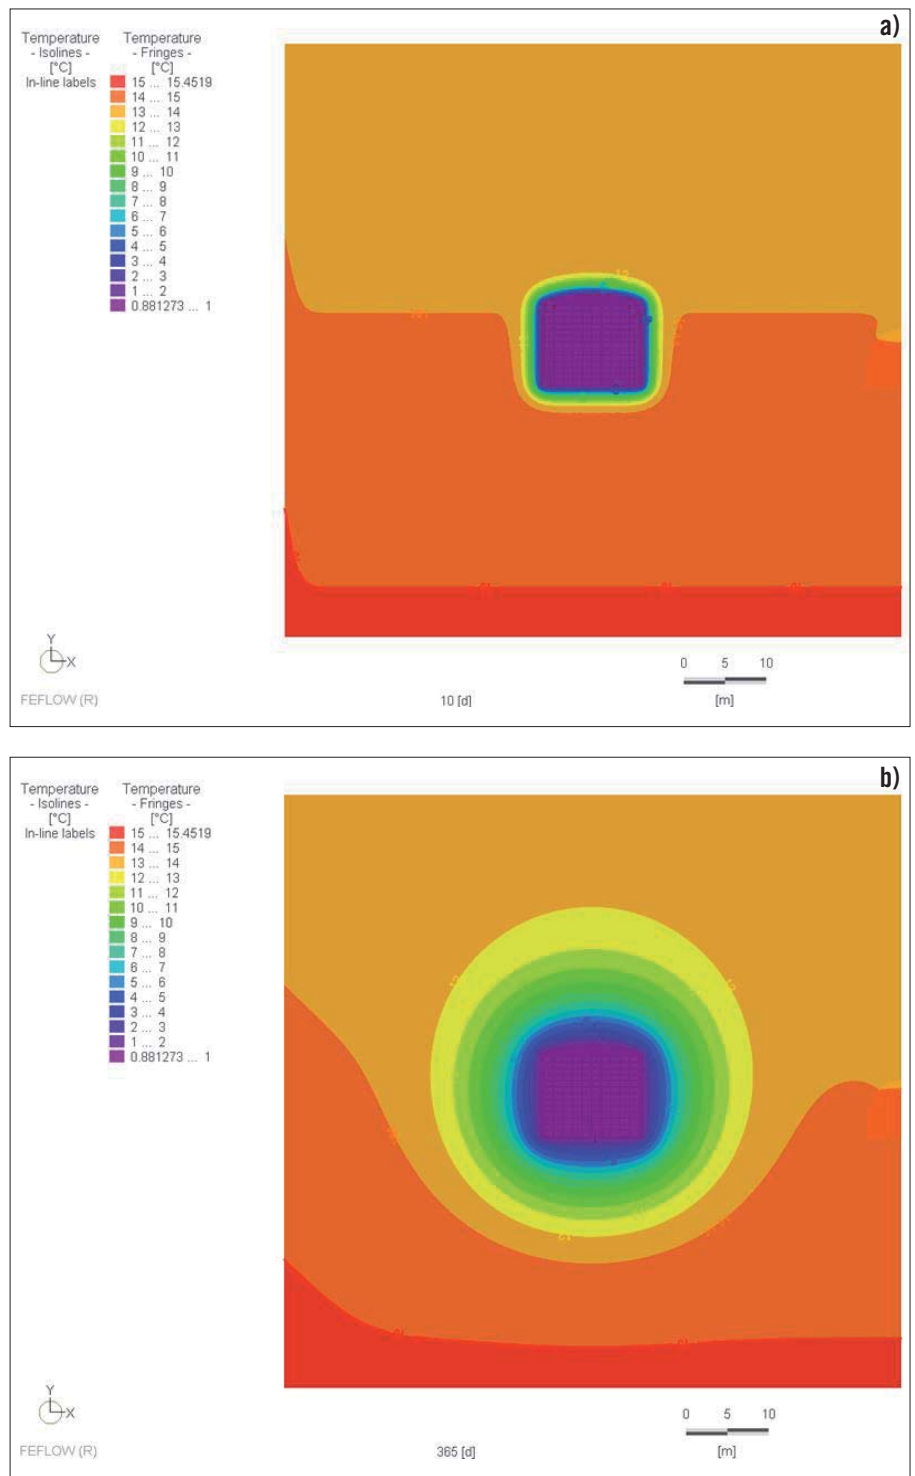 a)
Temperature Temperature
- Isolines - - Fringes -
[°C] [°C]
In-line labels 15 ... 15.4519
14 ... 15
13 ... 14
12 ... 13
11 ... 12
10 ... 11
9 ... 10
8 ... 9
7 ... 8
6 ... 7
5 ... 6
4 ... 5
3 ... 4
2 ... 3
1 ... 2
0.881273 ... 1
Y
X
0 5 10
FEFLOW (R) 10 [d] [m]
b)
Temperature Temperature
- Isolines - - Fringes -
[°C] [°C]
In-line labels 15 ... 15.4519
14 ... 15
13 ... 14
12 ... 13
11 ... 12
10 ... 11
9 ... 10
8 ... 9
7 ... 8
6 ... 7
5 ... 6
4 ... 5
3 ... 4
2 ... 3
1 ... 2
0.881273 ... 1
Y
X
0 5 10
FEFLOW (R) 365 [d] [m]